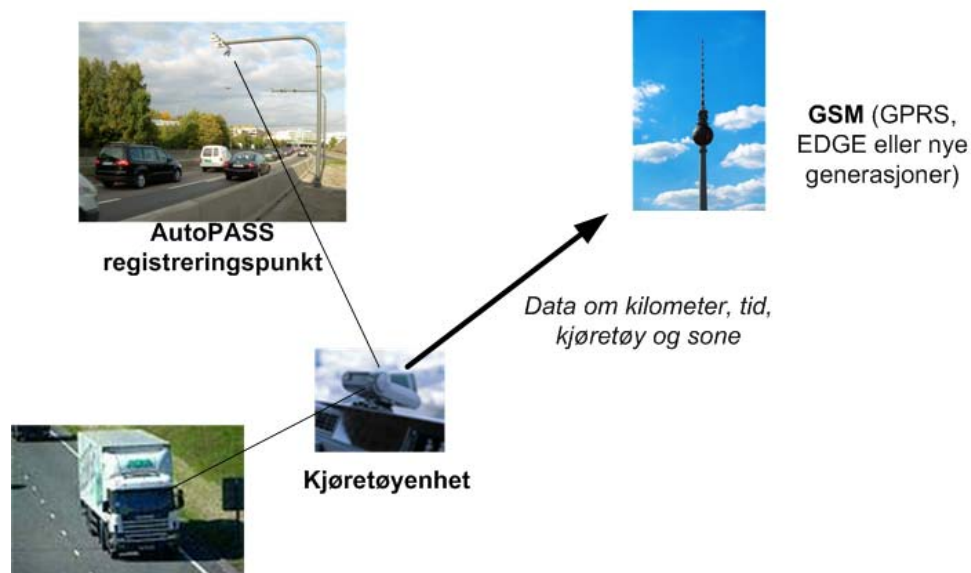 GSM (GPRS,
EDGE eller nye
generasjoner)
AutoPASS
registreringspunkt
Data om kilometer, tid,
kjøretøy og sone
Kjøretøyenhet